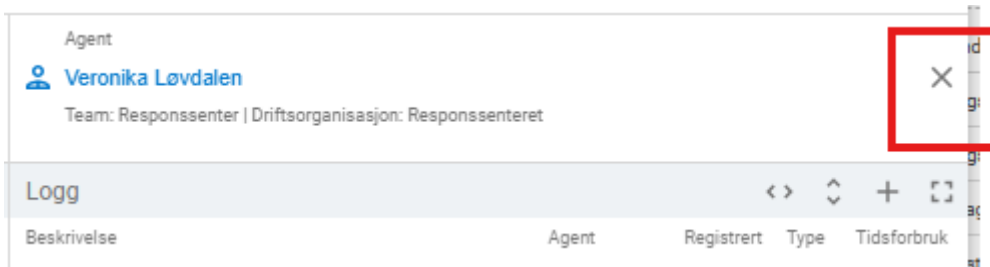 Agent
Veronika Løvdalen
Team: Responssenter | Driftsorganisasjon: Responssenteret
Logg
Beskrivelse Agent Registrert Type Tidsforbruk